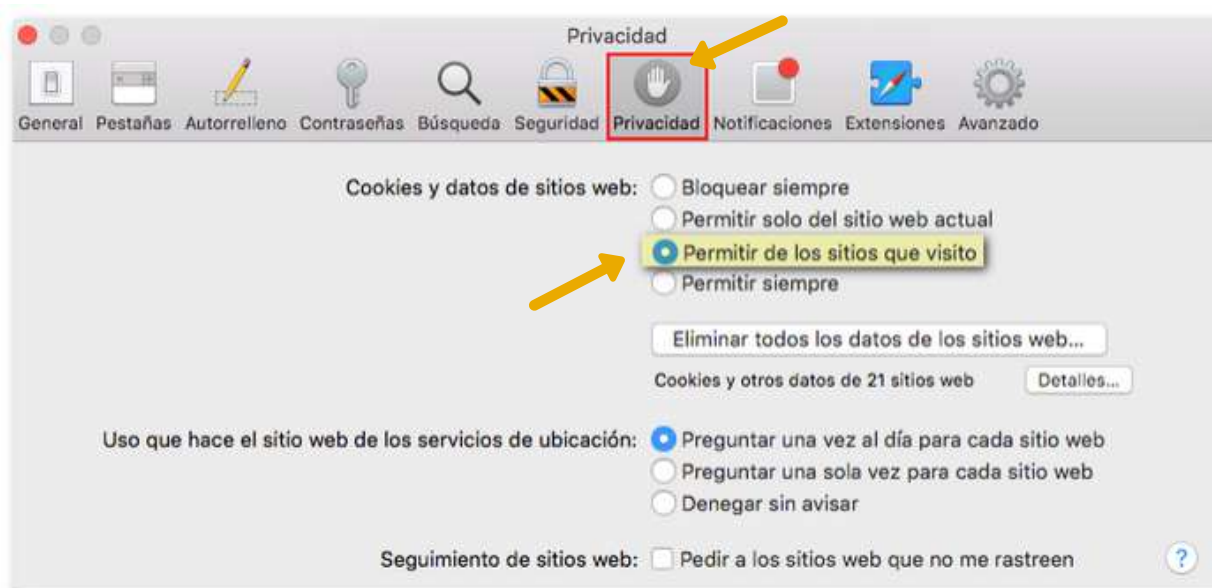 Privacidad
General Pestañas Autorrelleno Contraseñas Búsqueda Seguridad Privacidad Notificaciones Extensiones Avanzado
Cookies y datos de sitios web: Bloquear siempre
Permitir solo del sitio web actual
Permitir de los sitios que visito
Permitir siempre
Eliminar todos los datos de los sitios web...
Cookies y otros datos de 21 sitios web Detalles...
Uso que hace el sitio web de los servicios de ubicación: Preguntar una vez al día para cada sitio web
Preguntar una sola vez para cada sitio web
Denegar sin avisar
Seguimiento de sitios web: Pedir a los sitios web que no me rastreen ?